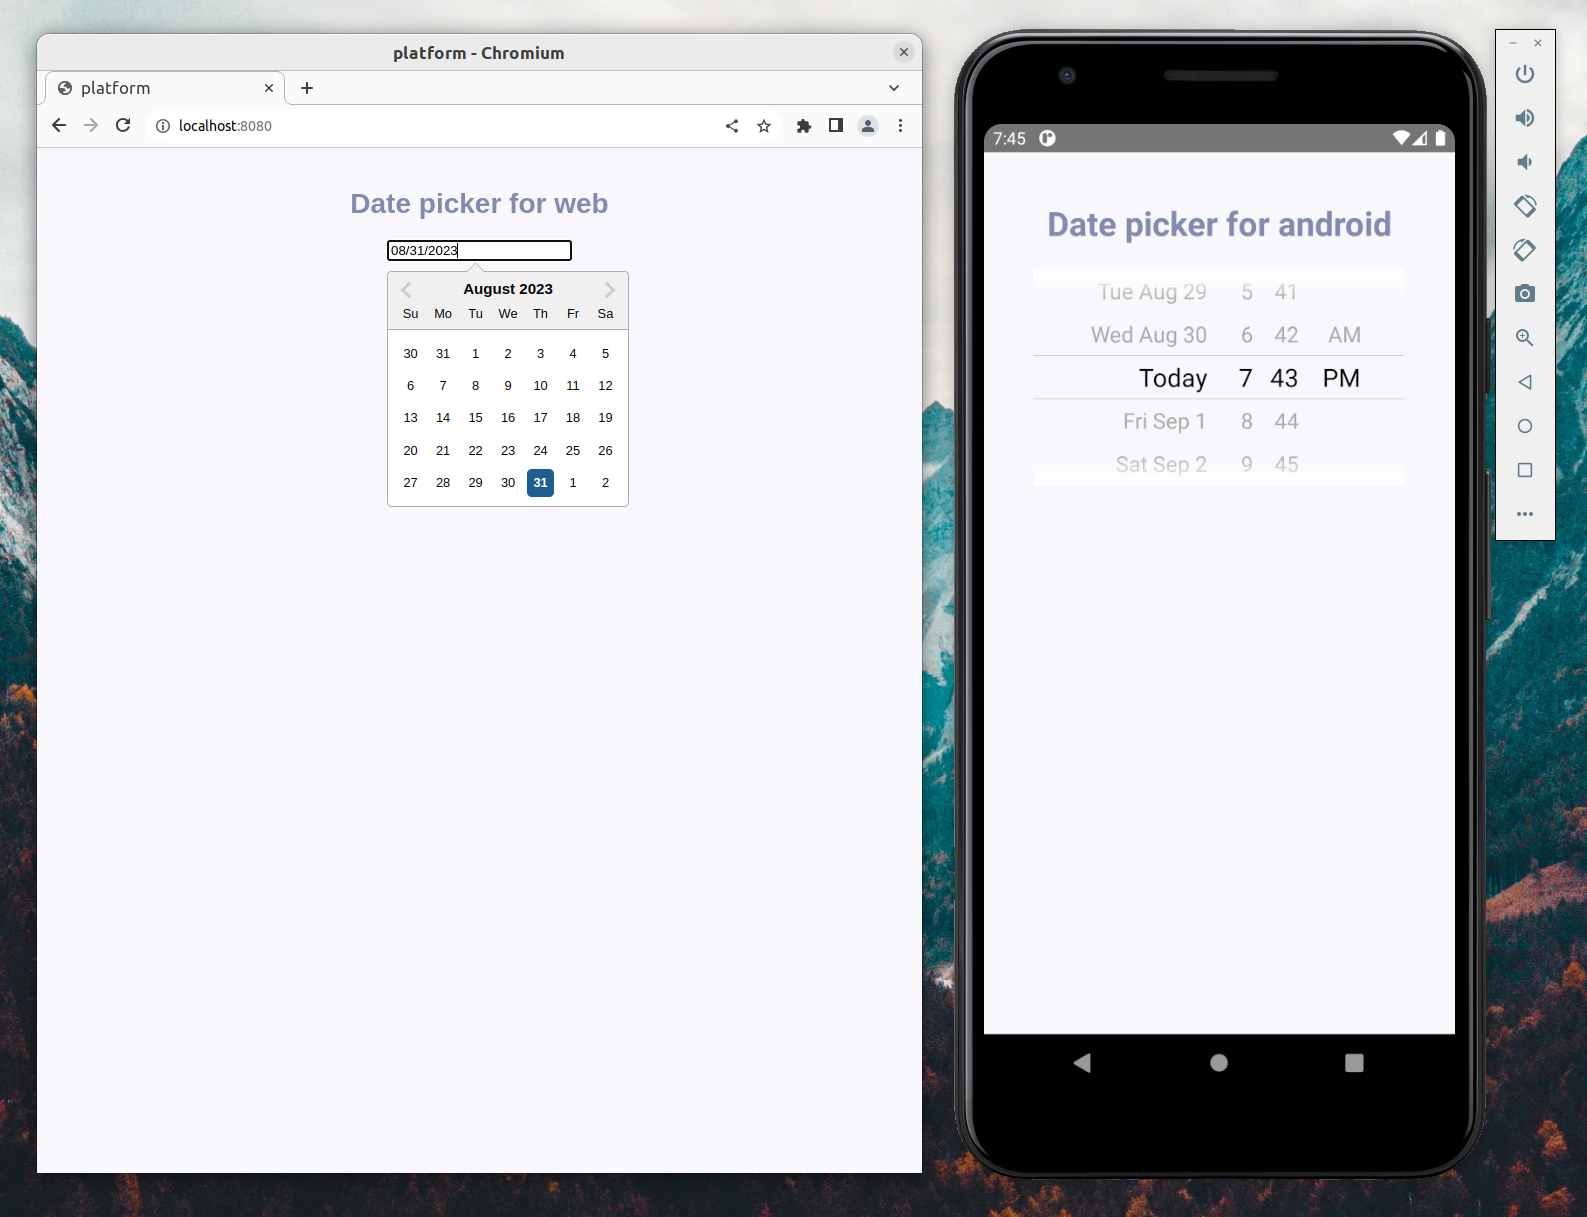 platform - Chromium
platform
localhost:8080
Date picker for web
08/31/2023
August 2023
Su Mo Tu We Th Fr Sa
30 31 1 2 3 4 5
6 7 8 9 10 11 12
13 14 15 16 17 18 19
20 21 22 23 24 25 26
27 28 29 30 31 1 2
7:45
Date picker for android
Tue Aug 29 5 41
Wed Aug 30 6 42 AM
Today 7 43 PM
Fri Sep 1 8 44
Sat Sep 2 9 45